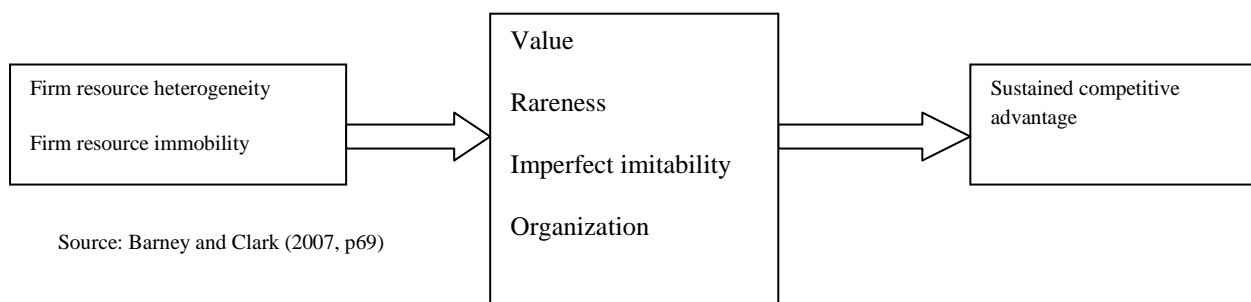 Firm resource heterogeneity
Firm resource immobility
Value
Rareness
Imperfect imitability
Organization
Sustained competitive
advantage
Source: Barney and Clark (2007, p69)